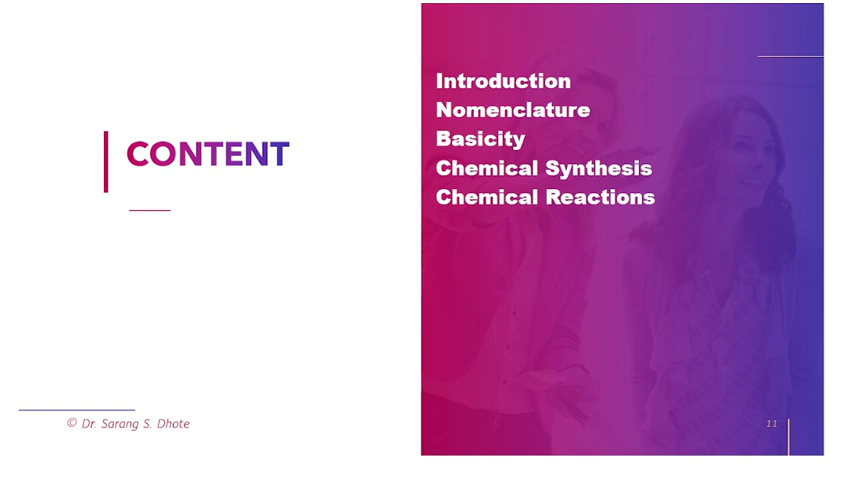 CONTENT
Introduction
Nomenclature
Basicity
Chemical Synthesis
Chemical Reactions
© Dr. Sarang S. Dhote
11